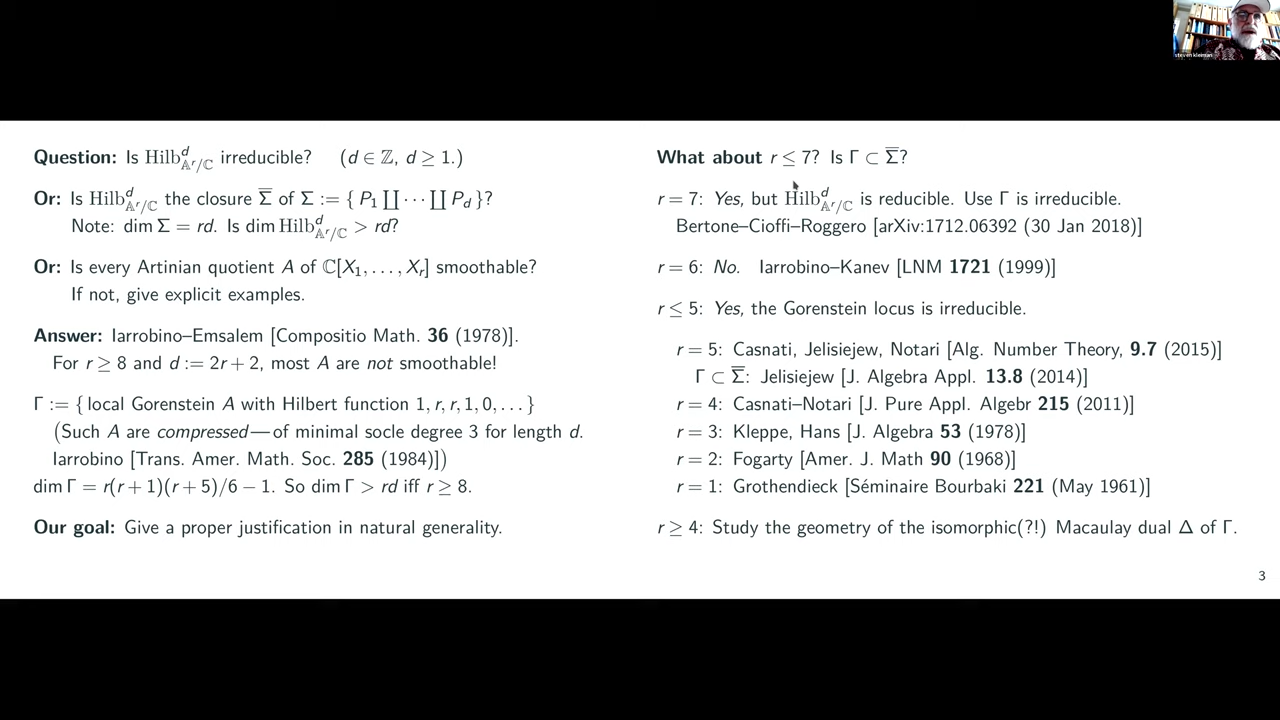 steven kleiman
Question: Is Hilb^d_{𝔸^r/ℂ} irreducible? (d ∈ ℤ, d ≥ 1.)
Or: Is Hilb^d_{𝔸^r/ℂ} the closure Σ̅ of Σ := { P₁ ∐ ··· ∐ P_d }?
Note: dim Σ = rd. Is dim Hilb^d_{𝔸^r/ℂ} > rd?
Or: Is every Artinian quotient A of ℂ[X₁, . . . , X_r] smoothable?
If not, give explicit examples.
Answer: Iarrobino–Emsalem [Compositio Math. 36 (1978)].
For r ≥ 8 and d := 2r + 2, most A are not smoothable!
Γ := { local Gorenstein A with Hilbert function 1, r, r, 1, 0, . . . }
(Such A are compressed—of minimal socle degree 3 for length d.
Iarrobino [Trans. Amer. Math. Soc. 285 (1984)])
dim Γ = r(r + 1)(r + 5)/6 − 1. So dim Γ > rd iff r ≥ 8.
Our goal: Give a proper justification in natural generality.
What about r ≤ 7? Is Γ ⊂ Σ̅?
r = 7: Yes, but Hilb^d_{𝔸^r/ℂ} is reducible. Use Γ is irreducible.
Bertone–Cioffi–Roggero [arXiv:1712.06392 (30 Jan 2018)]
r = 6: No. Iarrobino–Kanev [LNM 1721 (1999)]
r ≤ 5: Yes, the Gorenstein locus is irreducible.
r = 5: Casnati, Jelisiejew, Notari [Alg. Number Theory, 9.7 (2015)]
Γ ⊂ Σ̅: Jelisiejew [J. Algebra Appl. 13.8 (2014)]
r = 4: Casnati–Notari [J. Pure Appl. Algebr 215 (2011)]
r = 3: Kleppe, Hans [J. Algebra 53 (1978)]
r = 2: Fogarty [Amer. J. Math 90 (1968)]
r = 1: Grothendieck [Séminaire Bourbaki 221 (May 1961)]
r ≥ 4: Study the geometry of the isomorphic(?!) Macaulay dual Δ of Γ.
3